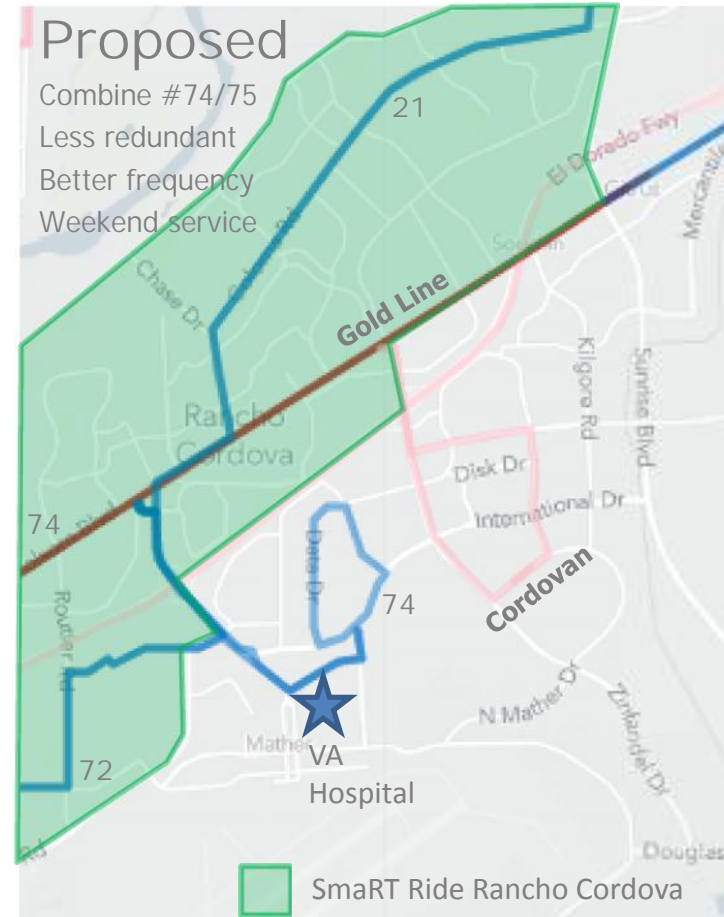 Proposed
Combine #74/75
Less redundant
Better frequency
Weekend service
21
El Dorado Fwy
Mercantile
Chase Dr
Gold Line
Kilgore Rd
Sunrise Blvd
Rancho
Cordova
Disk Dr
International Dr
74
Data Dr
Cordovan
74
Routier Rd
N Mather Dr
Zinfandel Dr
72
Mather
VA
Hospital
Douglas
Rd
SmaRT Ride Rancho Cordova